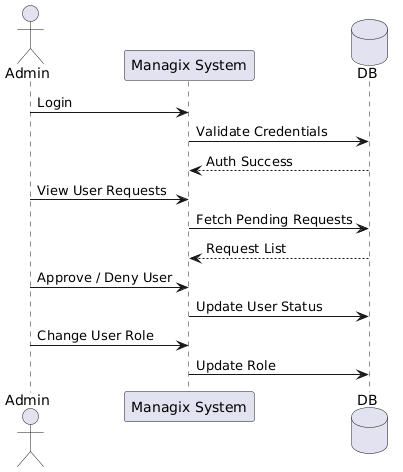 Admin
Managix System
DB
Login
Validate Credentials
Auth Success
View User Requests
Fetch Pending Requests
Request List
Approve / Deny User
Update User Status
Change User Role
Update Role
Admin
Managix System
DB